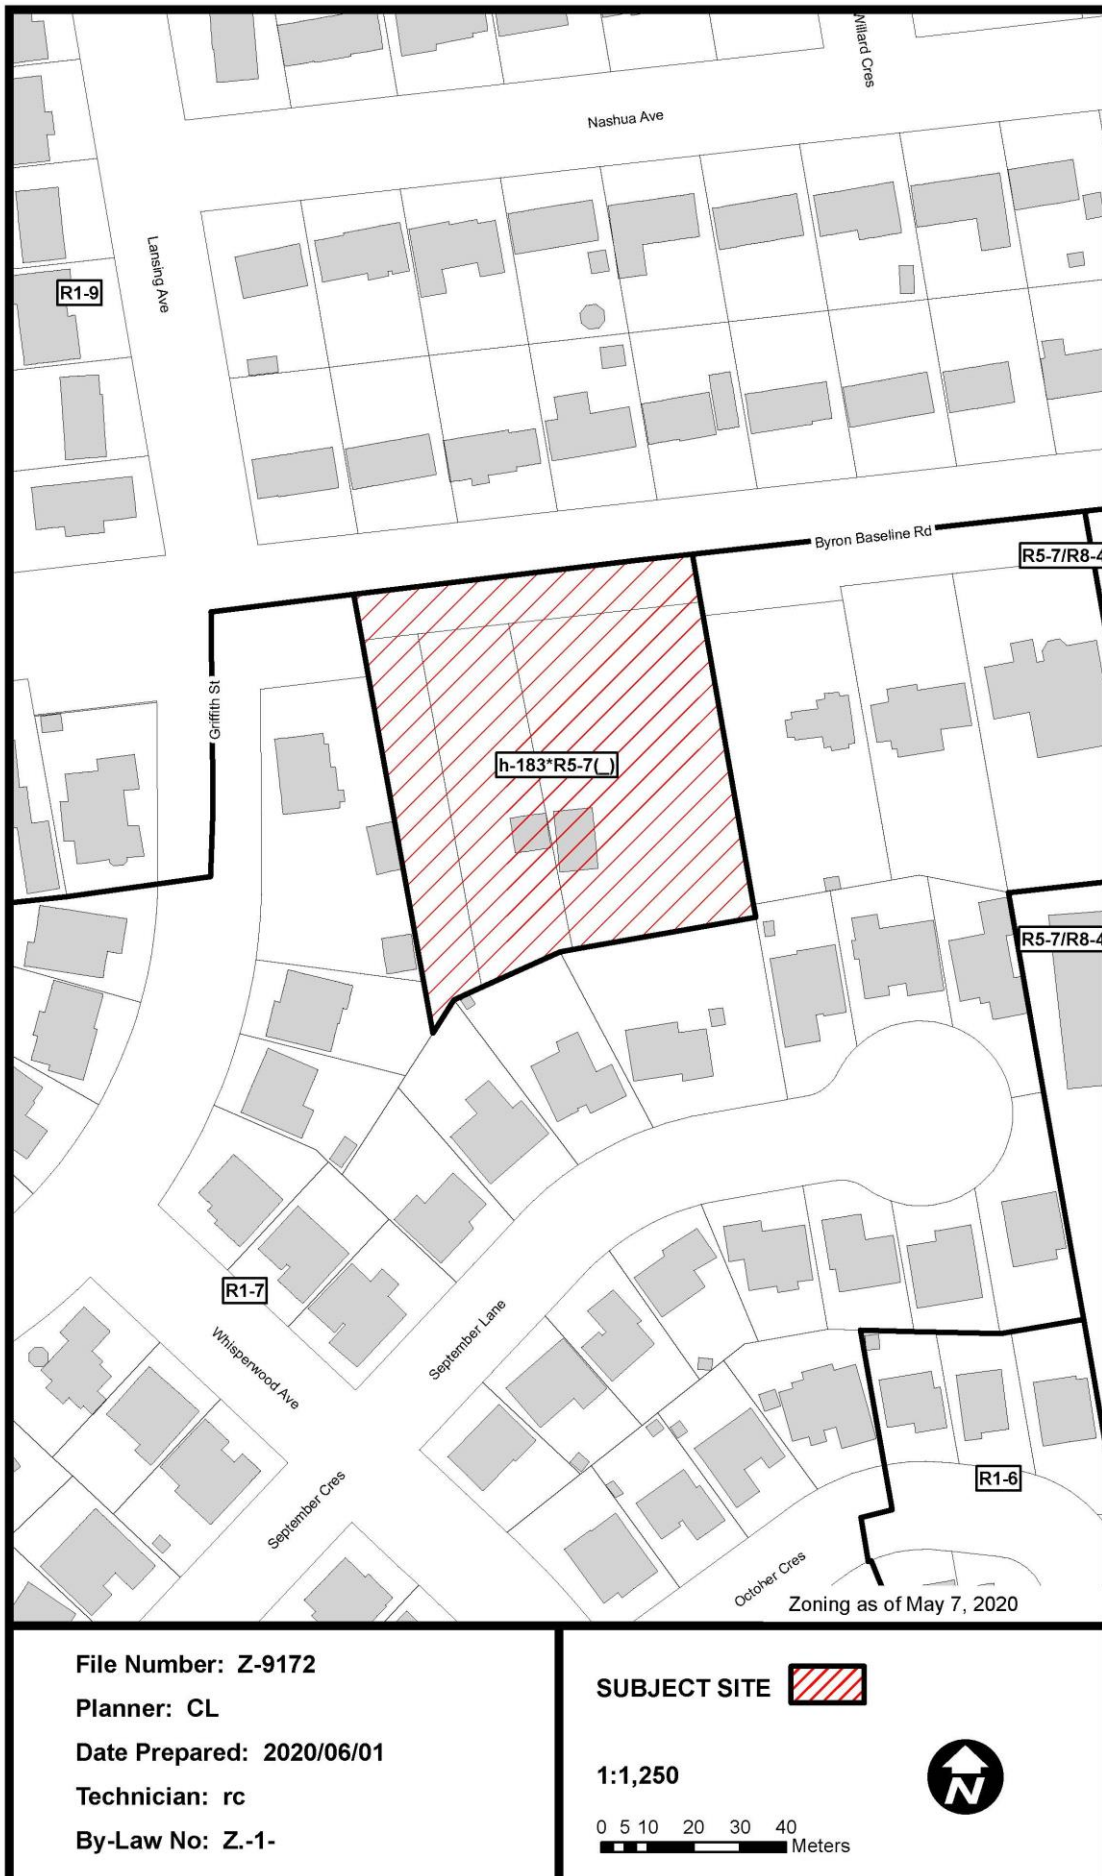 Willard Cres
Nashua Ave
Lansing Ave
R1-9
Byron Baseline Rd
R5-7/R8-4
Griffith St
h-183*R5-7(_)
R5-7/R8-4
R1-7
Whisperwood Ave
September Lane
September Cres
R1-6
October Cres
Zoning as of May 7, 2020
File Number: Z-9172
Planner: CL
Date Prepared: 2020/06/01
Technician: rc
By-Law No: Z.-1-
SUBJECT SITE
1:1,250
0 5 10 20 30 40
Meters
N